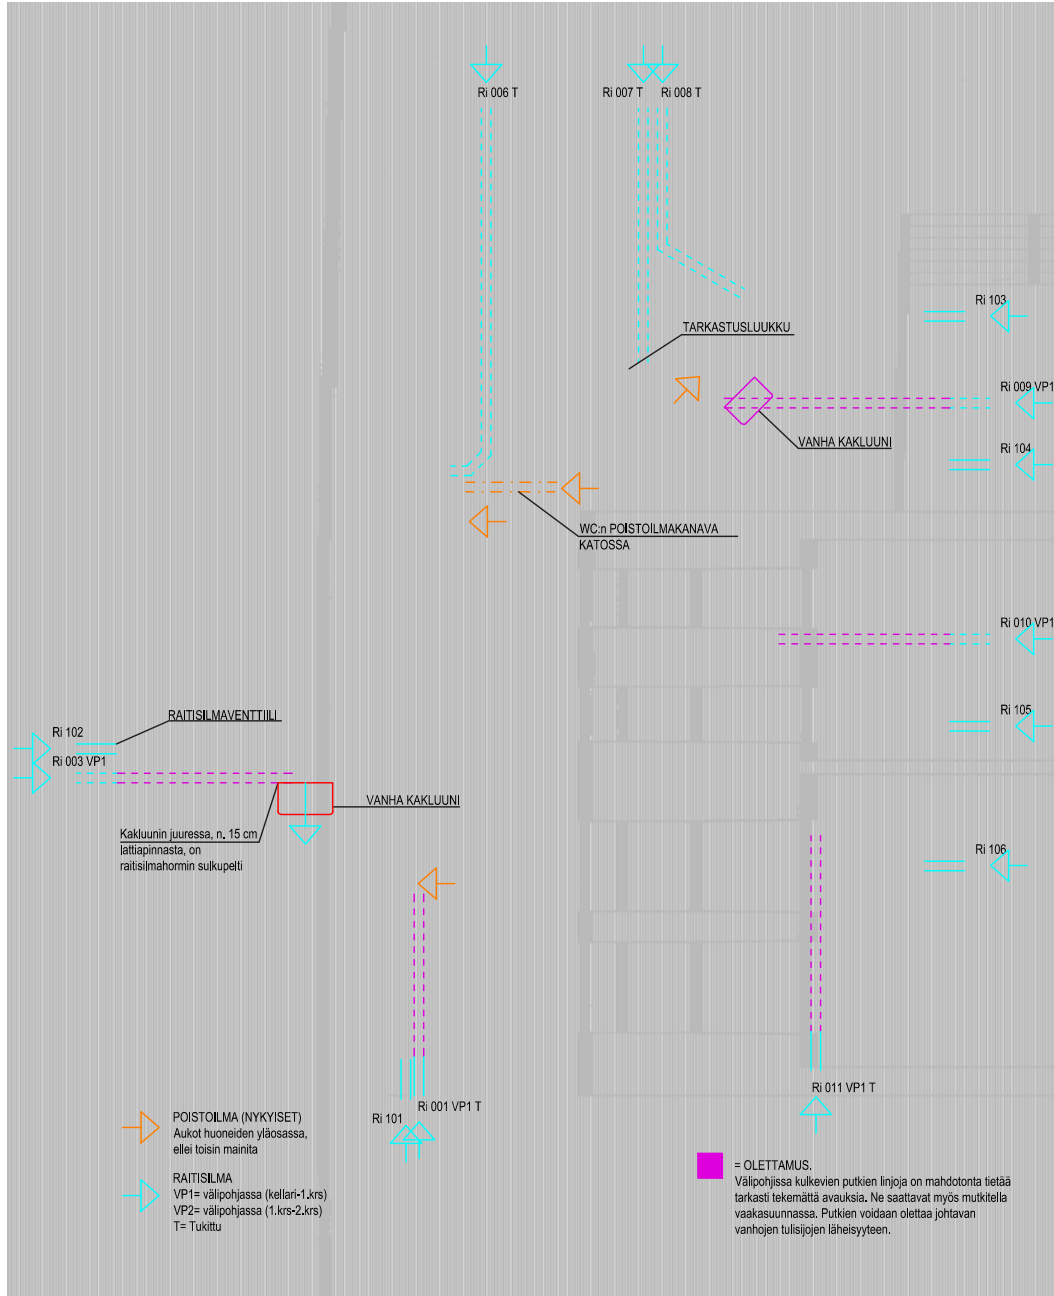 Ri 006 T
Ri 007 T
Ri 008 T
Ri 103
TARKASTUSLUUKKU
Ri 009 VP1
VANHA KAKLUUNI
Ri 104
WC:n POISTOILMAKANAVA
KATOSSA
Ri 010 VP1
Ri 105
RAITISILMAVENTTIILI
Ri 102
Ri 003 VP1
VANHA KAKLUUNI
Kakluunin juuressa, n. 15 cm
lattiapinnasta, on
raitisilmahormin sulkupelti
Ri 106
Ri 011 VP1 T
Ri 001 VP1 T
Ri 101
POISTOILMA (NYKYISET)
Aukot huoneiden yläosassa,
ellei toisin mainita
RAITISILMA
VP1= välipohjassa (kellari-1.krs)
VP2= välipohjassa (1.krs-2.krs)
T= Tukittu
= OLETTAMUS.
Välipohjissa kulkevien putkien linjoja on mahdotonta tietää
tarkasti tekemättä avauksia. Ne saattavat myös mutkitella
vaakasuunnassa. Putkien voidaan olettaa johtavan
vanhojen tulisijojen läheisyyteen.